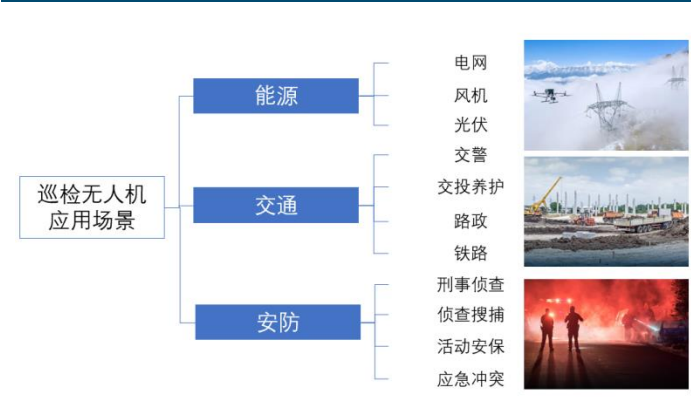 巡检无人机
应用场景
能源
电网
风机
光伏
交通
交警
交投养护
路政
铁路
安防
刑事侦查
侦查搜捕
活动安保
应急冲突